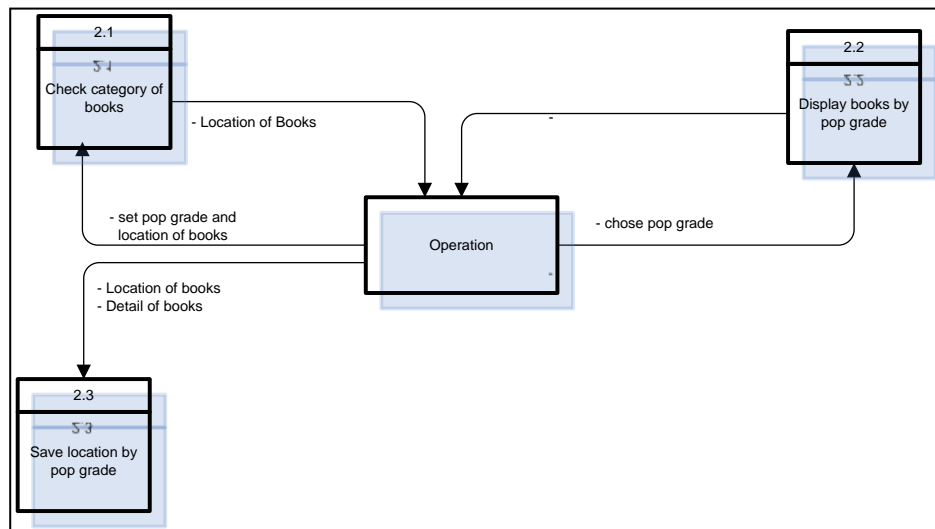 2.1
Check category of
books
- Location of Books
2.2
Display books by
pop grade
-
- set pop grade and
location of books
Operation
- chose pop grade
- Location of books
- Detail of books
2.3
Save location by
pop grade